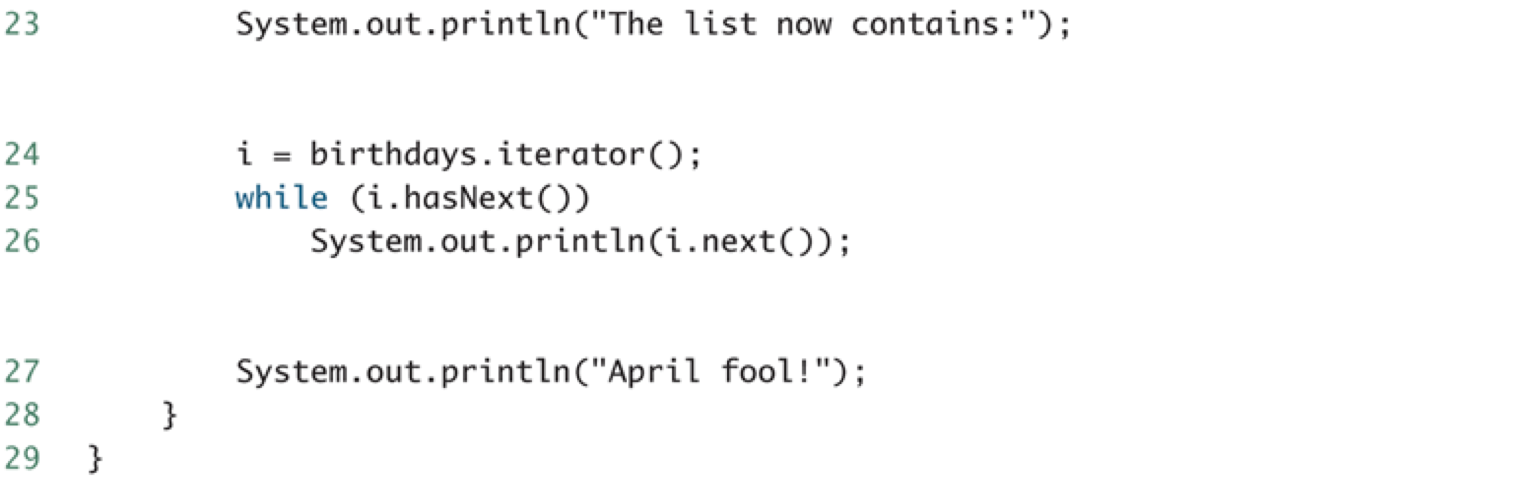 23 System.out.println("The list now contains:");
24 i = birthdays.iterator();
25 while (i.hasNext())
26 System.out.println(i.next());
27 System.out.println("April fool!");
28 }
29 }